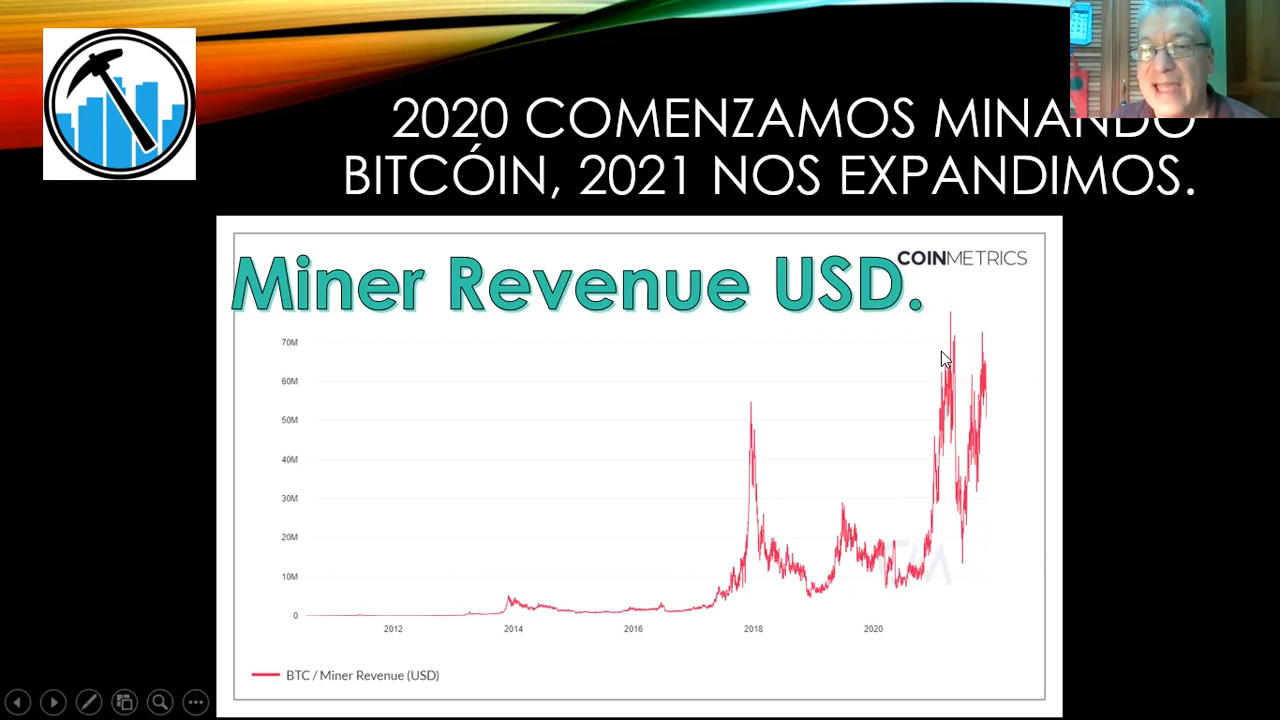 2020 COMENZAMOS MINANDO
BITCÓIN, 2021 NOS EXPANDIMOS.
Miner Revenue USD.
COINMETRICS
70M
60M
50M
40M
30M
20M
10M
0
2012 2014 2016 2018 2020
BTC / Miner Revenue (USD)